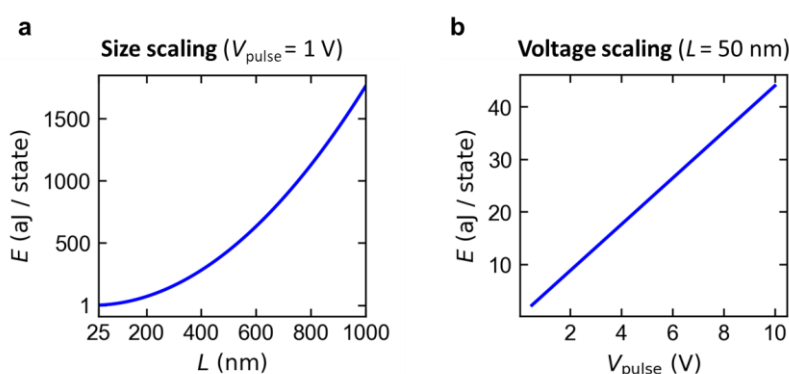 a
Size scaling (Vpulse = 1 V)
E (aJ / state)
1500
1000
500
1
25 200 400 600 800 1000
L (nm)
b
Voltage scaling (L = 50 nm)
E (aJ / state)
40
30
20
10
2 4 6 8 10
Vpulse (V)